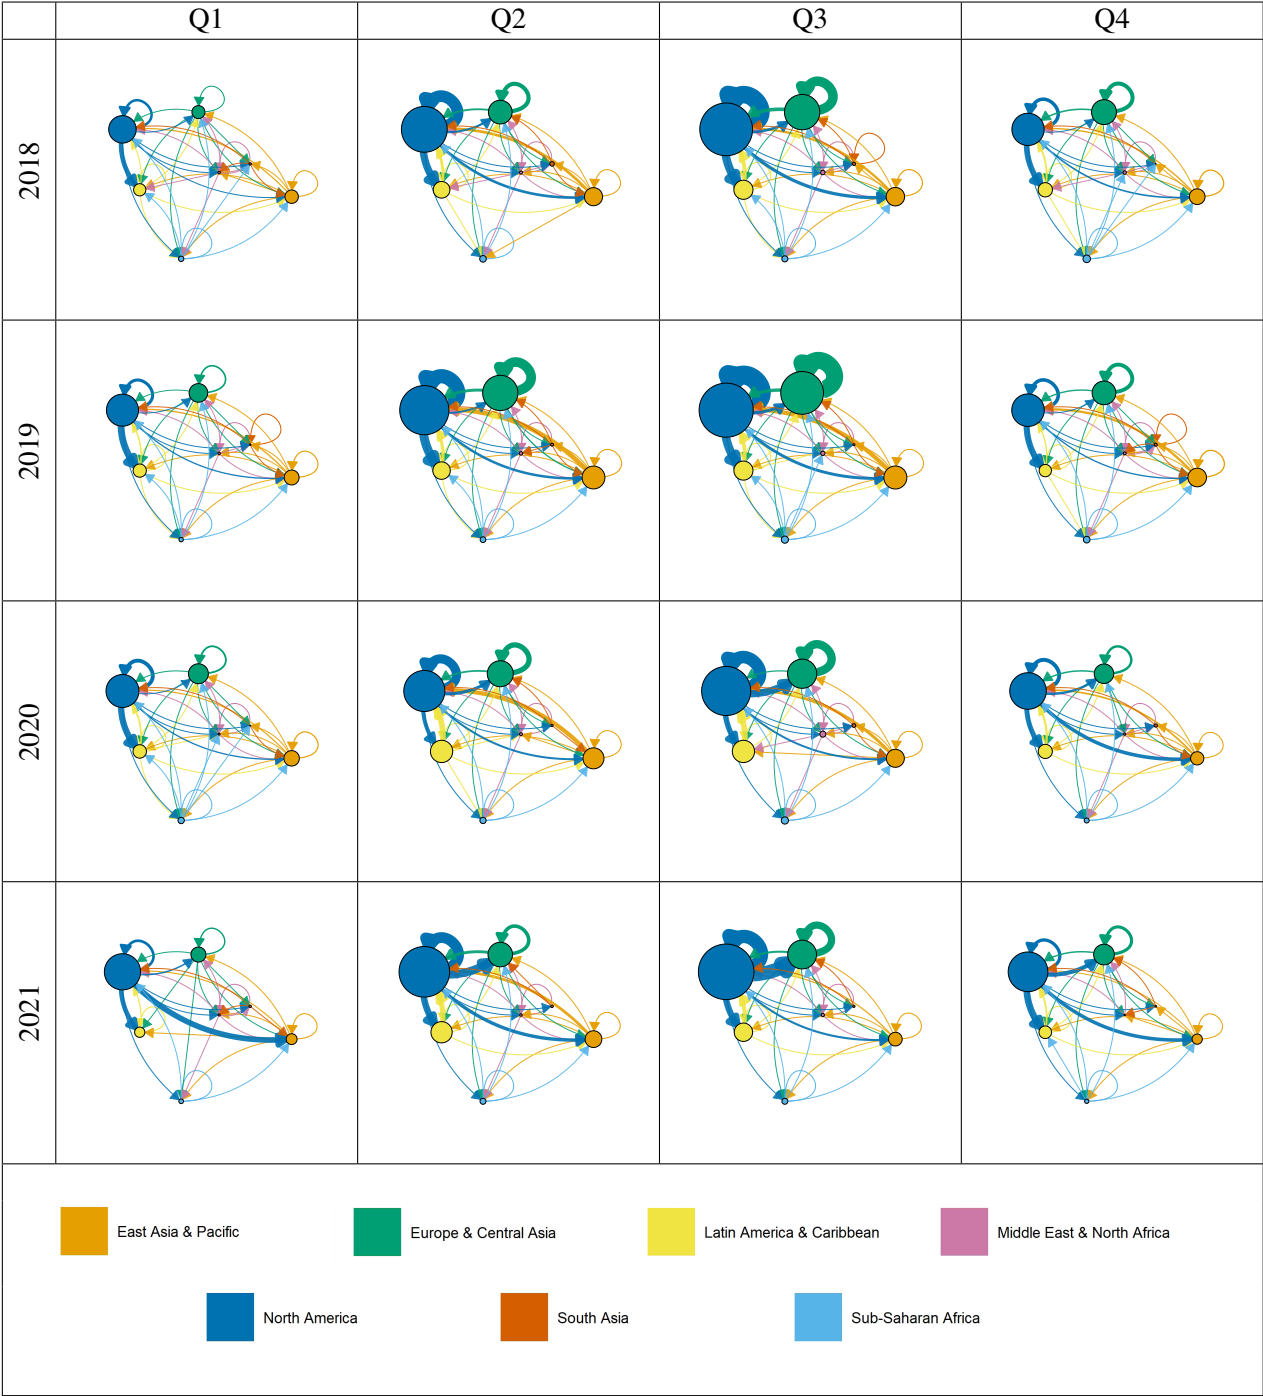 Q1 Q2 Q3 Q4
2018
2019
2020
2021
East Asia & Pacific Europe & Central Asia Latin America & Caribbean Middle East & North Africa
North America South Asia Sub-Saharan Africa